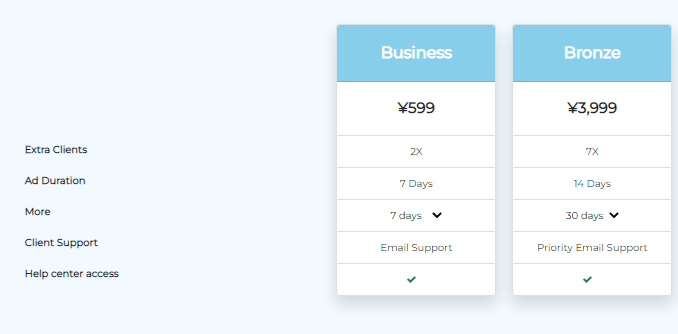 Business Bronze
¥599 ¥3,999
Extra Clients 2X 7X
Ad Duration 7 Days 14 Days
More 7 days 30 days
Client Support Email Support Priority Email Support
Help center access